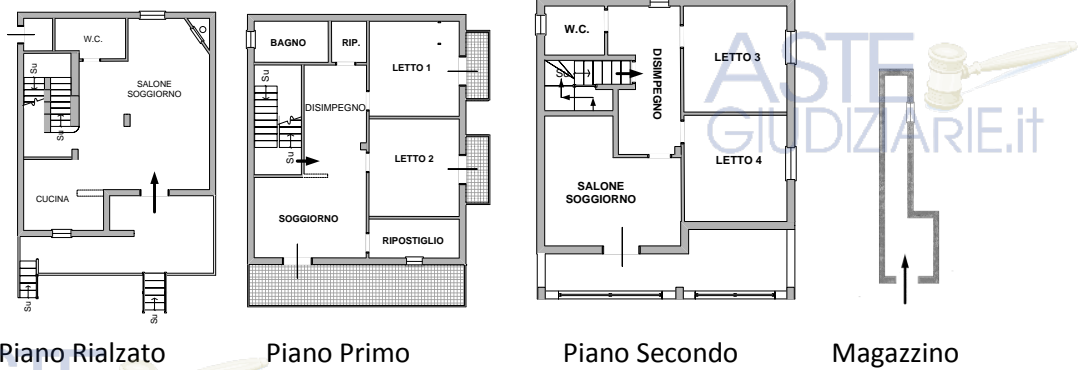 W.C.
Su
SALONE
SOGGIORNO
Su
CUCINA
Su
Su
Piano Rialzato
BAGNO
RIP.
LETTO 1
Su
DISIMPEGNO
Su
LETTO 2
SOGGIORNO
RIPOSTIGLIO
Piano Primo
W.C.
Su
DISIMPEGNO
LETTO 3
LETTO 4
SALONE
SOGGIORNO
Piano Secondo
ASTE
GIUDIZIARIE.it
Magazzino